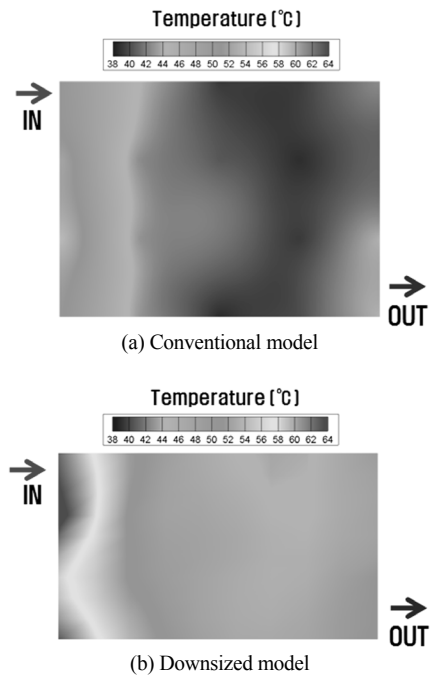 Temperature (℃)
38 40 42 44 46 48 50 52 54 56 58 60 62 64
IN
OUT
(a) Conventional model
Temperature (℃)
38 40 42 44 46 48 50 52 54 56 58 60 62 64
IN
OUT
(b) Downsized model